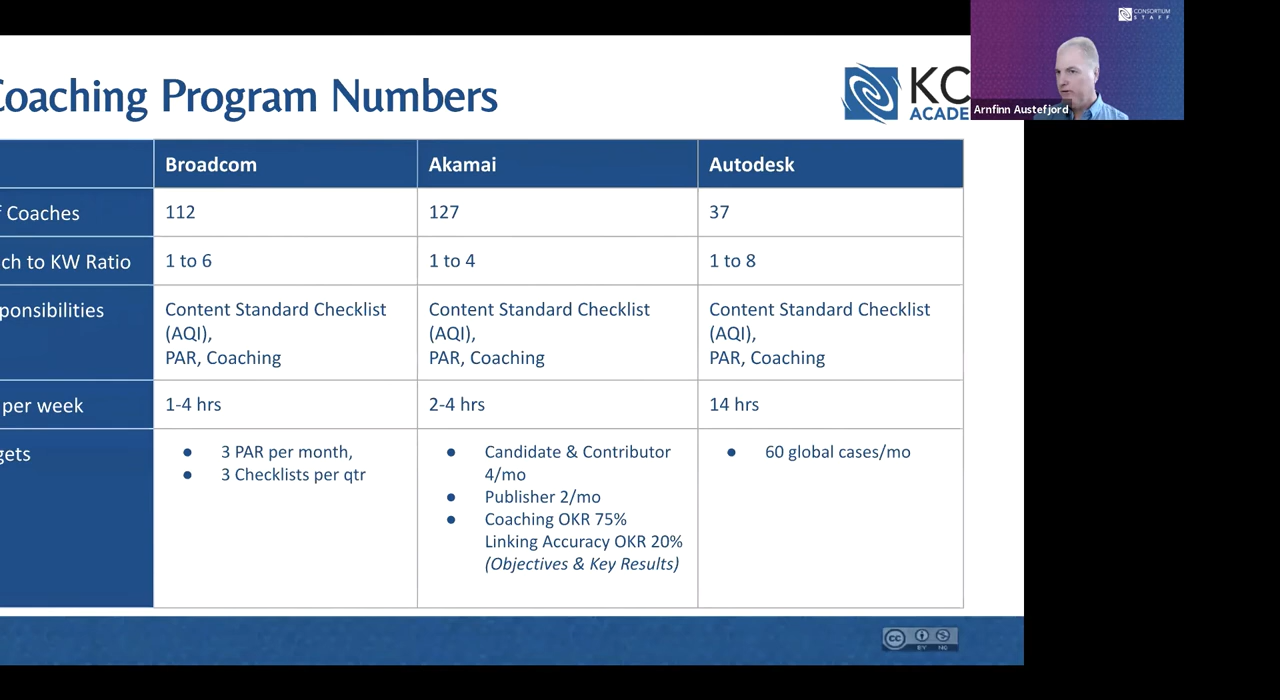 CONSORTIUM
STAFF
Coaching Program Numbers
KC
ACADE
Arnfinn Austefjord
Broadcom Akamai Autodesk
f Coaches 112 127 37
ch to KW Ratio 1 to 6 1 to 4 1 to 8
ponsibilities Content Standard Checklist Content Standard Checklist Content Standard Checklist
(AQI), (AQI), (AQI),
PAR, Coaching PAR, Coaching PAR, Coaching
per week 1-4 hrs 2-4 hrs 14 hrs
gets ● 3 PAR per month, ● Candidate & Contributor ● 60 global cases/mo
● 3 Checklists per qtr 4/mo
● Publisher 2/mo
● Coaching OKR 75%
Linking Accuracy OKR 20%
(Objectives & Key Results)
cc
BY NC